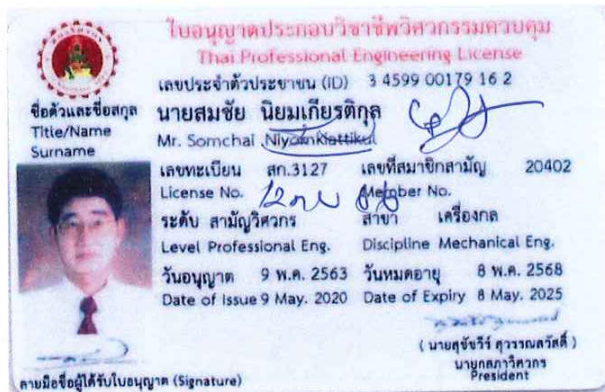 ใบอนุญาตประกอบวิชาชีพวิศวกรรมควบคุม
Thai Professional Engineering License
เลขประจำตัวประชาชน (ID) 3 4599 00179 16 2
ชื่อตัวและชื่อสกุล นายสมชัย นิยมเกียรติกุล
Title/Name Mr. Somchai Niyomkiattikul
Surname
เลขทะเบียน สก.3127 เลขที่สมาชิกสามัญ 20402
License No. Member No.
ระดับ สามัญวิศวกร สาขา เครื่องกล
Level Professional Eng. Discipline Mechanical Eng.
วันอนุญาต 9 พ.ค. 2563 วันหมดอายุ 8 พ.ค. 2568
Date of Issue 9 May. 2020 Date of Expiry 8 May. 2025
( นายสุชัชวีร์ สุวรรณสวัสดิ์ )
นายกสภาวิศวกร
President
ลายมือชื่อผู้ได้รับใบอนุญาต (Signature)